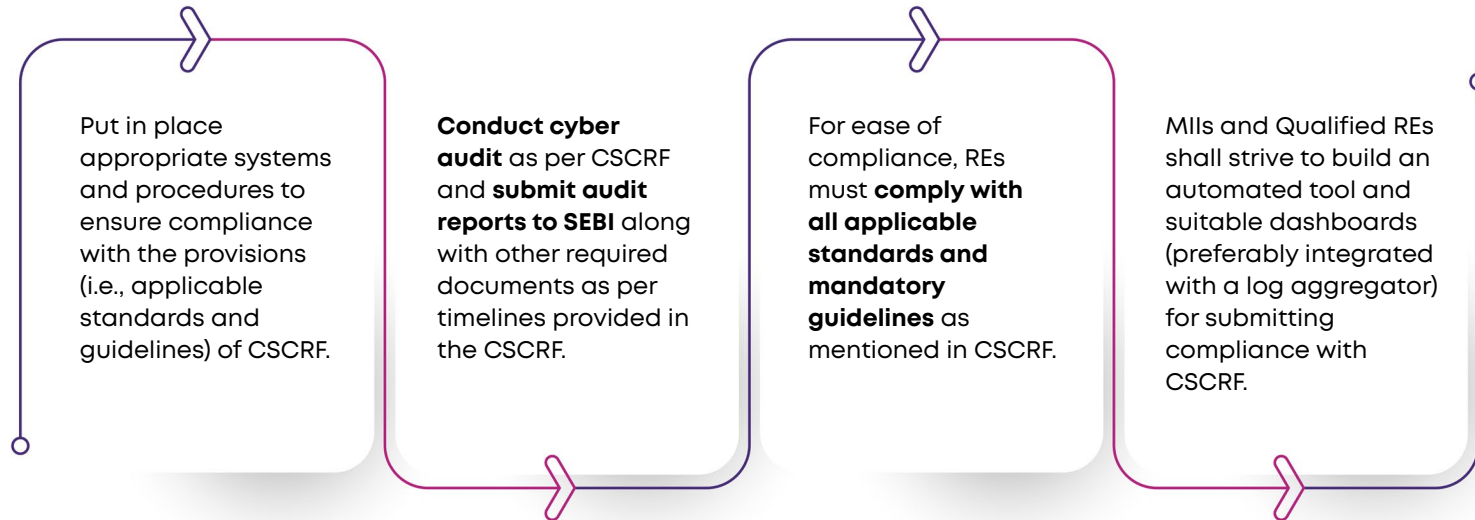 Put in place
appropriate systems
and procedures to
ensure compliance
with the provisions
(i.e., applicable
standards and
guidelines) of CSCRF.
Conduct cyber
audit as per CSCRF
and submit audit
reports to SEBI along
with other required
documents as per
timelines provided in
the CSCRF.
For ease of
compliance, REs
must comply with
all applicable
standards and
mandatory
guidelines as
mentioned in CSCRF.
MIIs and Qualified REs
shall strive to build an
automated tool and
suitable dashboards
(preferably integrated
with a log aggregator)
for submitting
compliance with
CSCRF.